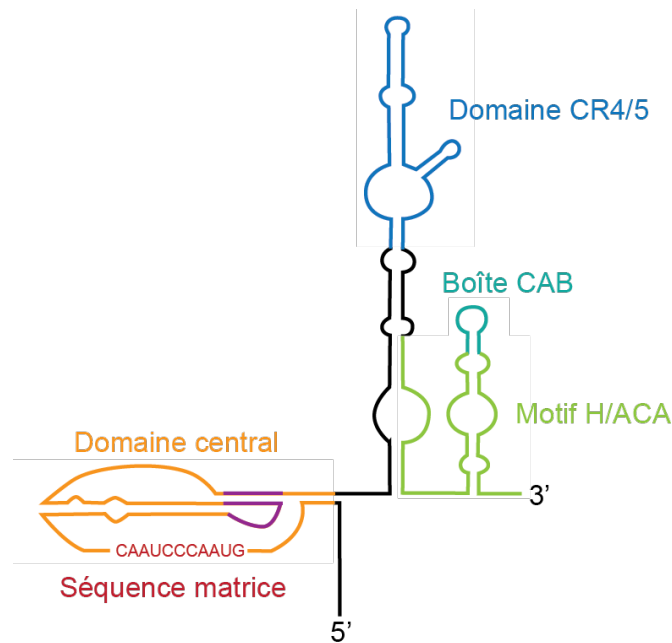 Domaine CR4/5
Boîte CAB
Motif H/ACA
Domaine central
3’
CAAUCCCAAUG
Séquence matrice
5’